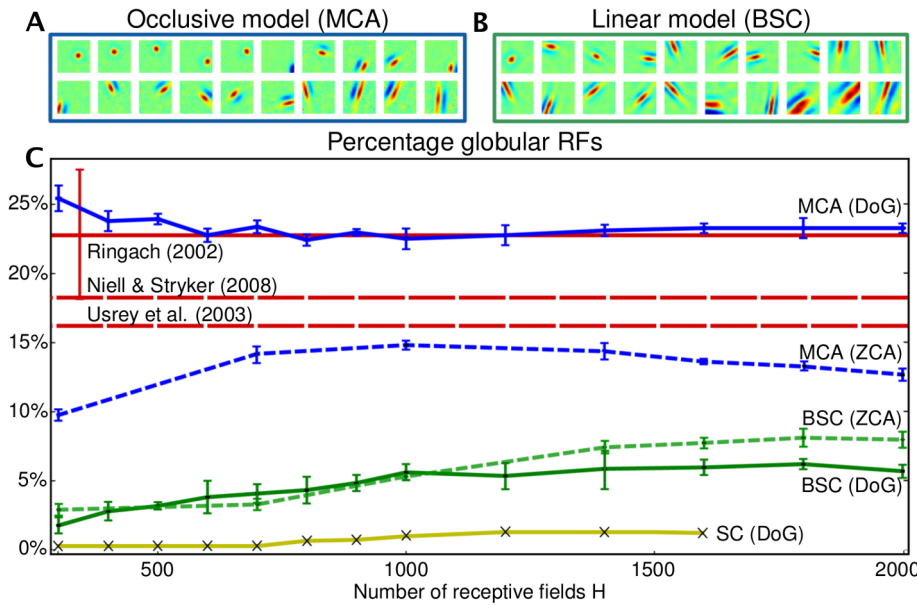 A Occlusive model (MCA)
B Linear model (BSC)
C Percentage globular RFs
25%
20%
15%
10%
5%
0%
MCA (DoG)
Ringach (2002)
Niell & Stryker (2008)
Usrey et al. (2003)
MCA (ZCA)
BSC (ZCA)
BSC (DoG)
SC (DoG)
500
1000
1500
2000
Number of receptive fields H